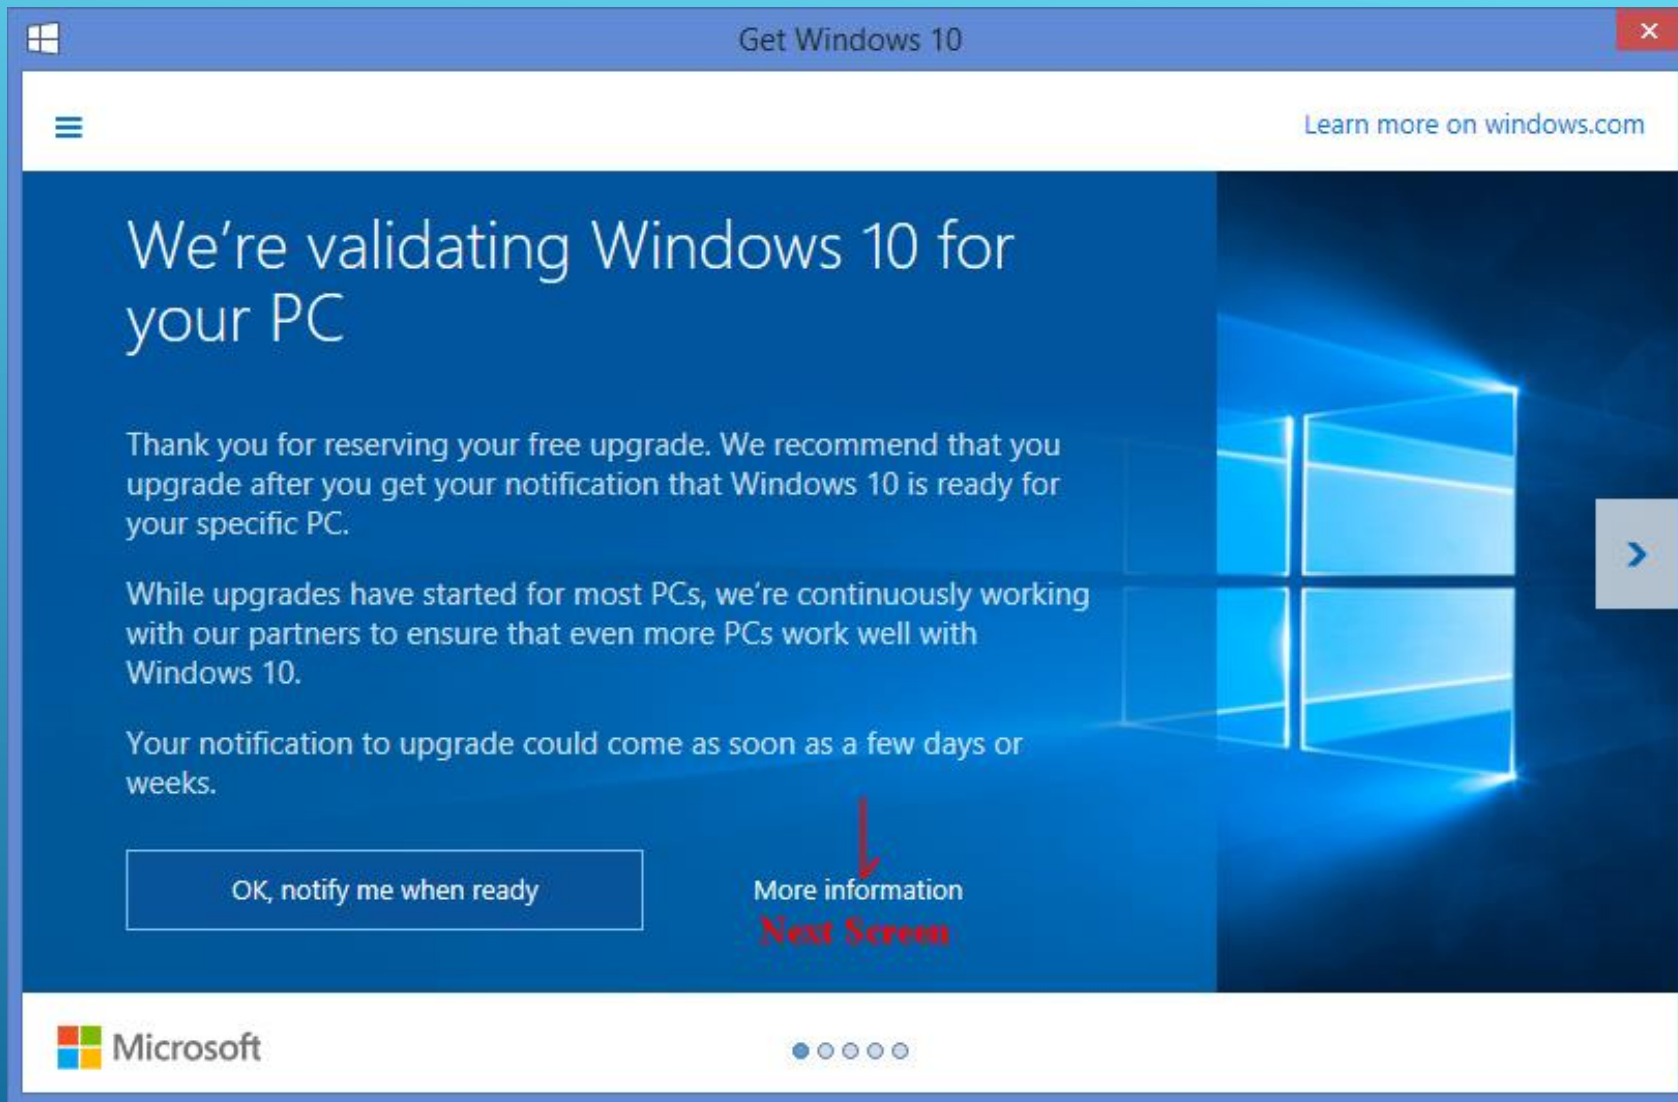 Get Windows 10
Learn more on windows.com
We're validating Windows 10 for
your PC
Thank you for reserving your free upgrade. We recommend that you
upgrade after you get your notification that Windows 10 is ready for
your specific PC.
While upgrades have started for most PCs, we're continuously working
with our partners to ensure that even more PCs work well with
Windows 10.
Your notification to upgrade could come as soon as a few days or
weeks.
OK, notify me when ready
More information
Next Screen
Microsoft